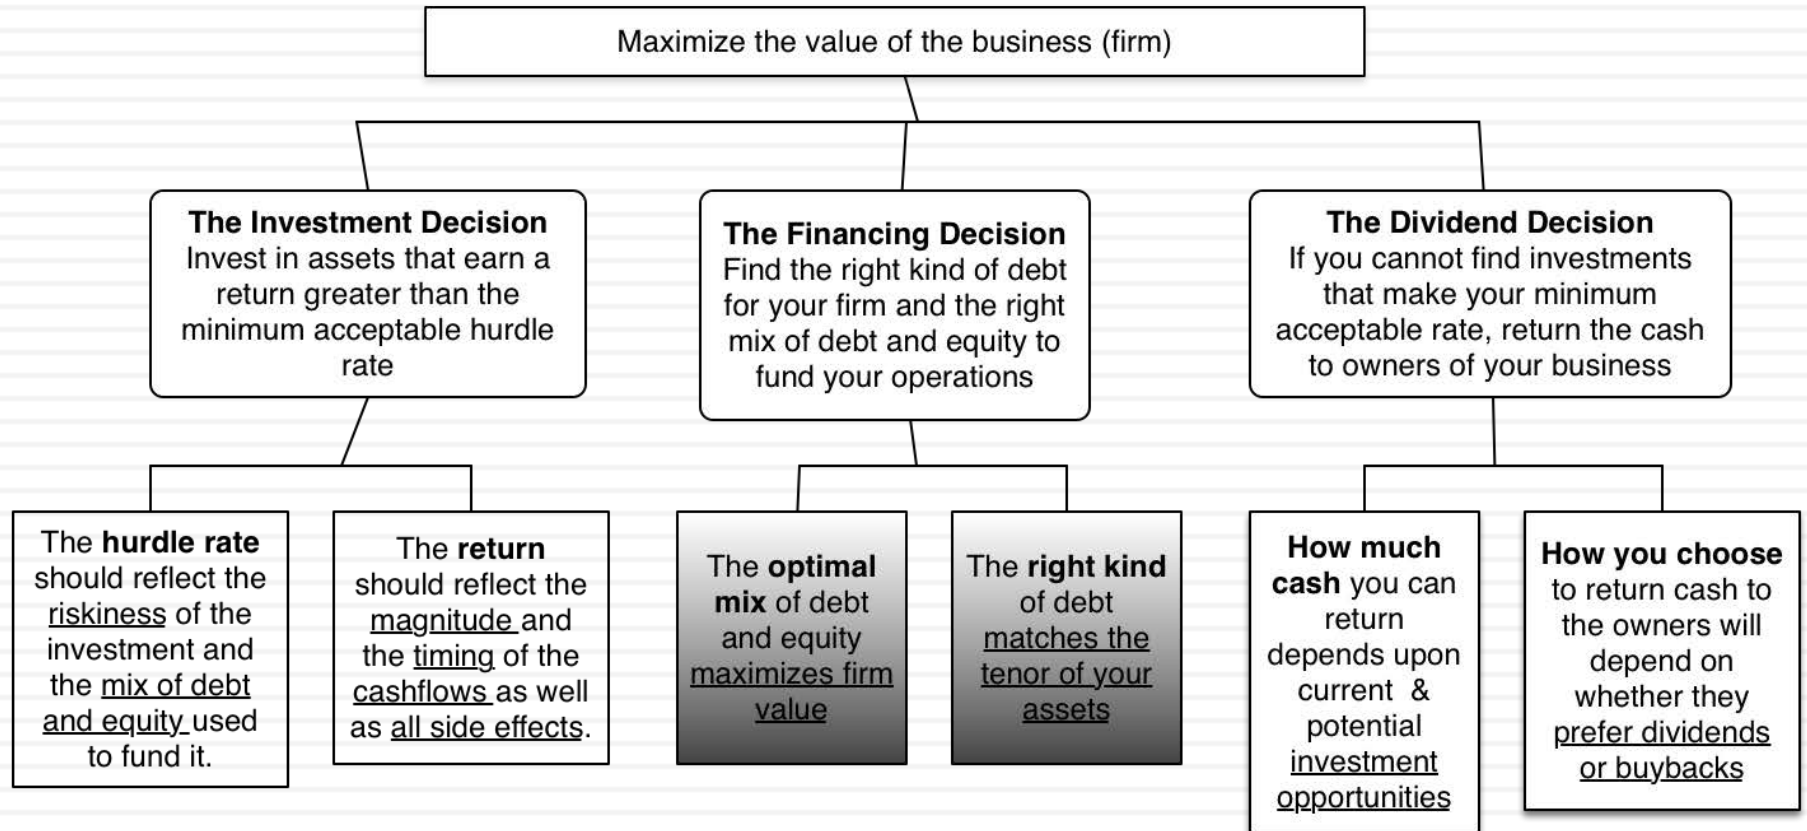 Maximize the value of the business (firm)
The Investment Decision
Invest in assets that earn a
return greater than the
minimum acceptable hurdle
rate
The Financing Decision
Find the right kind of debt
for your firm and the right
mix of debt and equity to
fund your operations
The Dividend Decision
If you cannot find investments
that make your minimum
acceptable rate, return the cash
to owners of your business
The hurdle rate
should reflect the
riskiness of the
investment and
the mix of debt
and equity used
to fund it.
The return
should reflect the
magnitude and
the timing of the
cashflows as well
as all side effects.
The optimal
mix of debt
and equity
maximizes firm
value
The right kind
of debt
matches the
tenor of your
assets
How much
cash you can
return
depends upon
current &
potential
investment
opportunities
How you choose
to return cash to
the owners will
depend on
whether they
prefer dividends
or buybacks